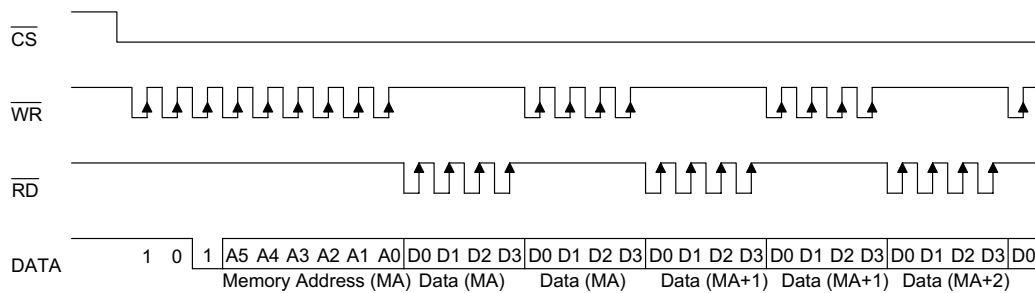 CS
WR
RD
DATA 1 0 1 A5 A4 A3 A2 A1 A0 D0 D1 D2 D3 D0 D1 D2 D3 D0 D1 D2 D3 D0 D1 D2 D3 D0 D1 D2 D3 D0
Memory Address (MA) Data (MA) Data (MA) Data (MA+1) Data (MA+1) Data (MA+2)